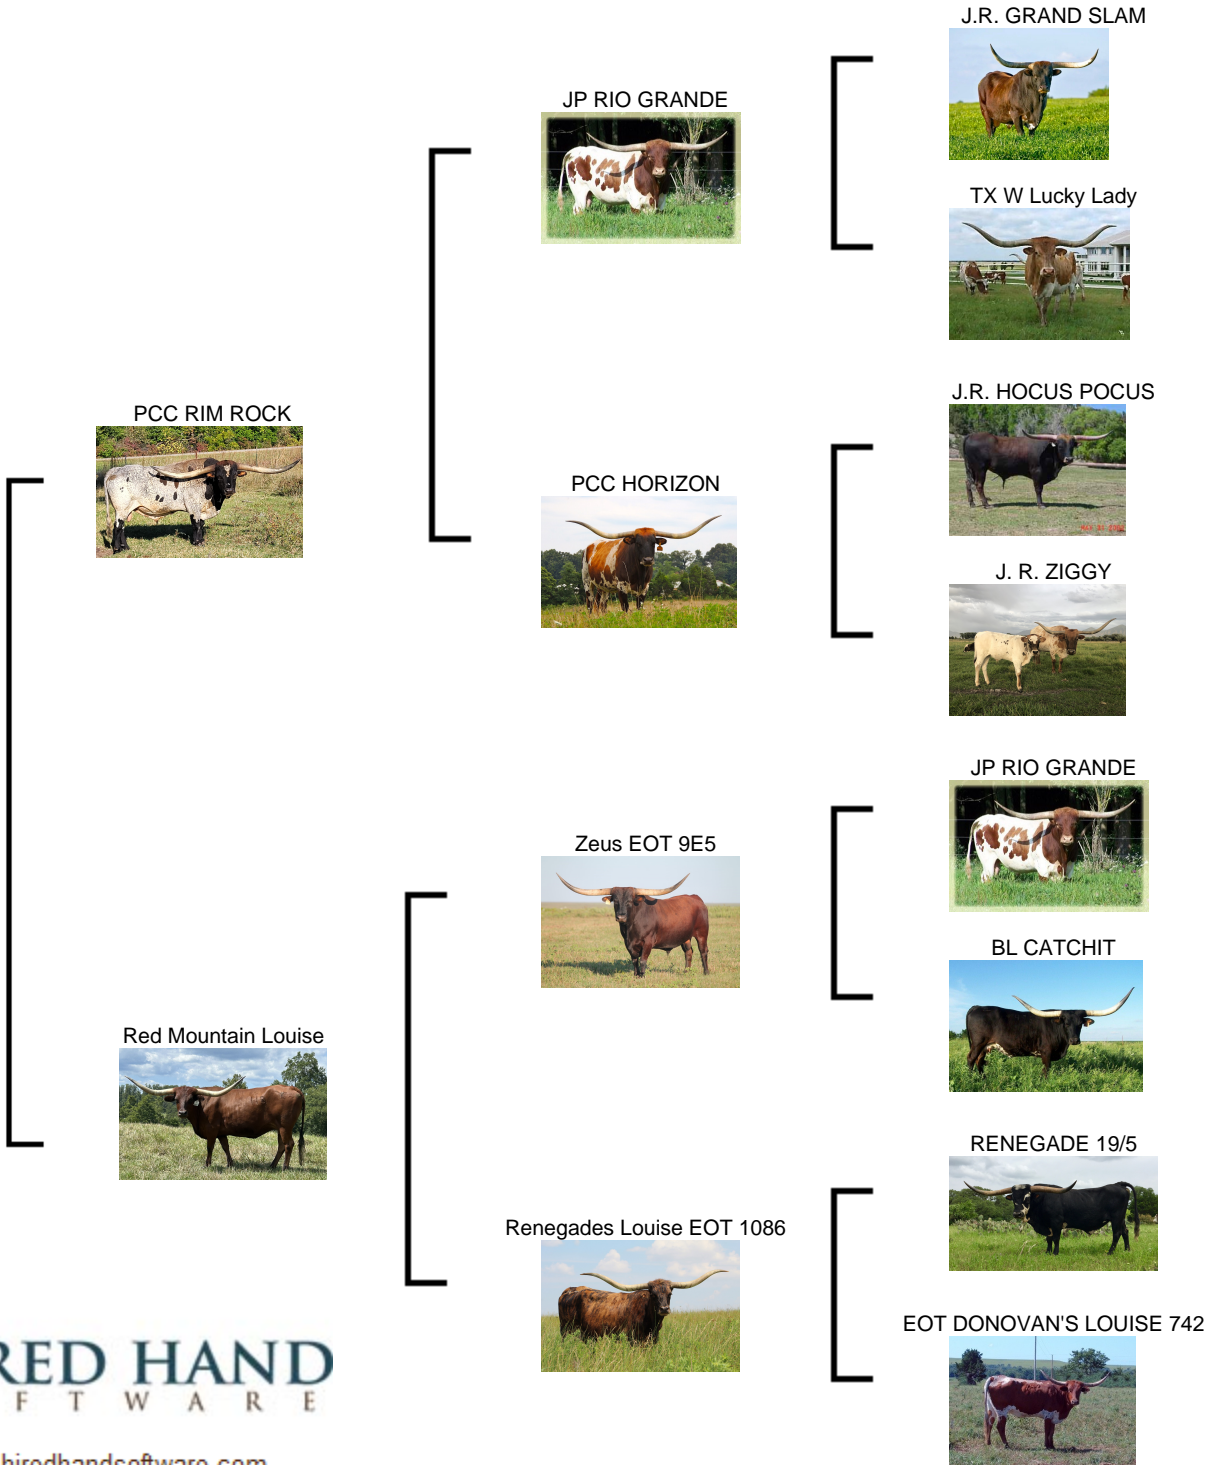 J.R. GRAND SLAM
JP RIO GRANDE
TX W Lucky Lady
J.R. HOCUS POCUS
PCC RIM ROCK
PCC HORIZON
J. R. ZIGGY
JP RIO GRANDE
Zeus EOT 9E5
BL CATCHIT
Red Mountain Louise
RENEGADE 19/5
Renegades Louise EOT 1086
EOT DONOVAN'S LOUISE 742
RED HAND
F T W A R E
hiredhandsoftware.com